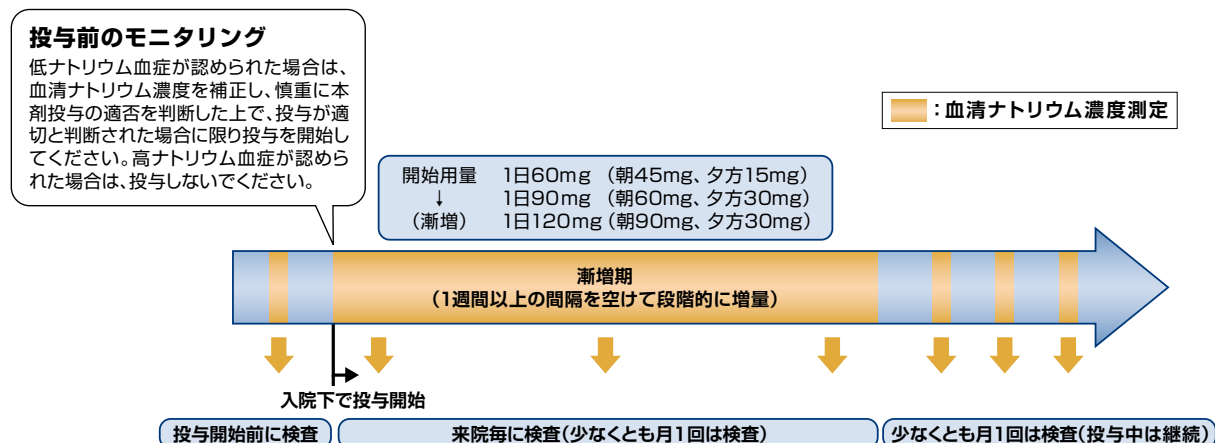 投与前のモニタリング
低ナトリウム血症が認められた場合は、
血清ナトリウム濃度を補正し、慎重に本
剤投与の適否を判断した上で、投与が適
切と判断された場合に限り投与を開始し
てください。高ナトリウム血症が認めら
れた場合は、投与しないでください。
：血清ナトリウム濃度測定
開始用量 1日60mg （朝45mg、夕方15mg）
↓ 1日90mg （朝60mg、夕方30mg）
（漸増） 1日120mg（朝90mg、夕方30mg）
漸増期
（1週間以上の間隔を空けて段階的に増量）
入院下で投与開始
投与開始前に検査
来院毎に検査（少なくとも月1回は検査）
少なくとも月1回は検査（投与中は継続）